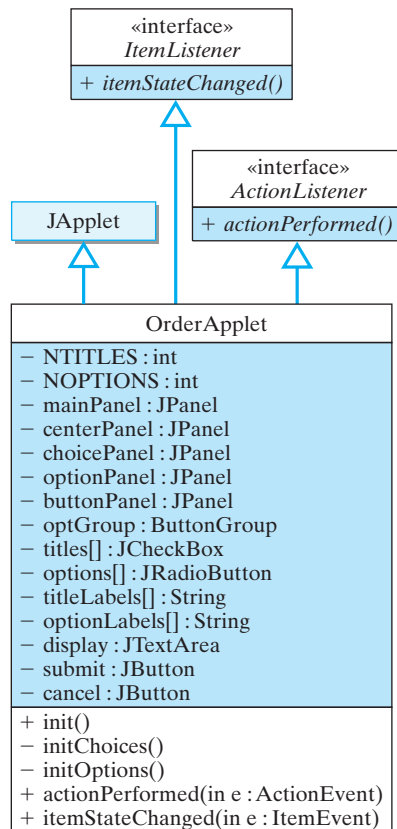 «interface»
ItemListener
+ itemStateChanged()
«interface»
ActionListener
+ actionPerformed()
JApplet
OrderApplet
− NTITLES : int
− NOPTIONS : int
− mainPanel : JPanel
− centerPanel : JPanel
− choicePanel : JPanel
− optionPanel : JPanel
− buttonPanel : JPanel
− optGroup : ButtonGroup
− titles[] : JCheckBox
− options[] : JRadioButton
− titleLabels[] : String
− optionLabels[] : String
− display : JTextArea
− submit : JButton
− cancel : JButton
+ init()
− initChoices()
− initOptions()
+ actionPerformed(in e : ActionEvent)
+ itemStateChanged(in e : ItemEvent)